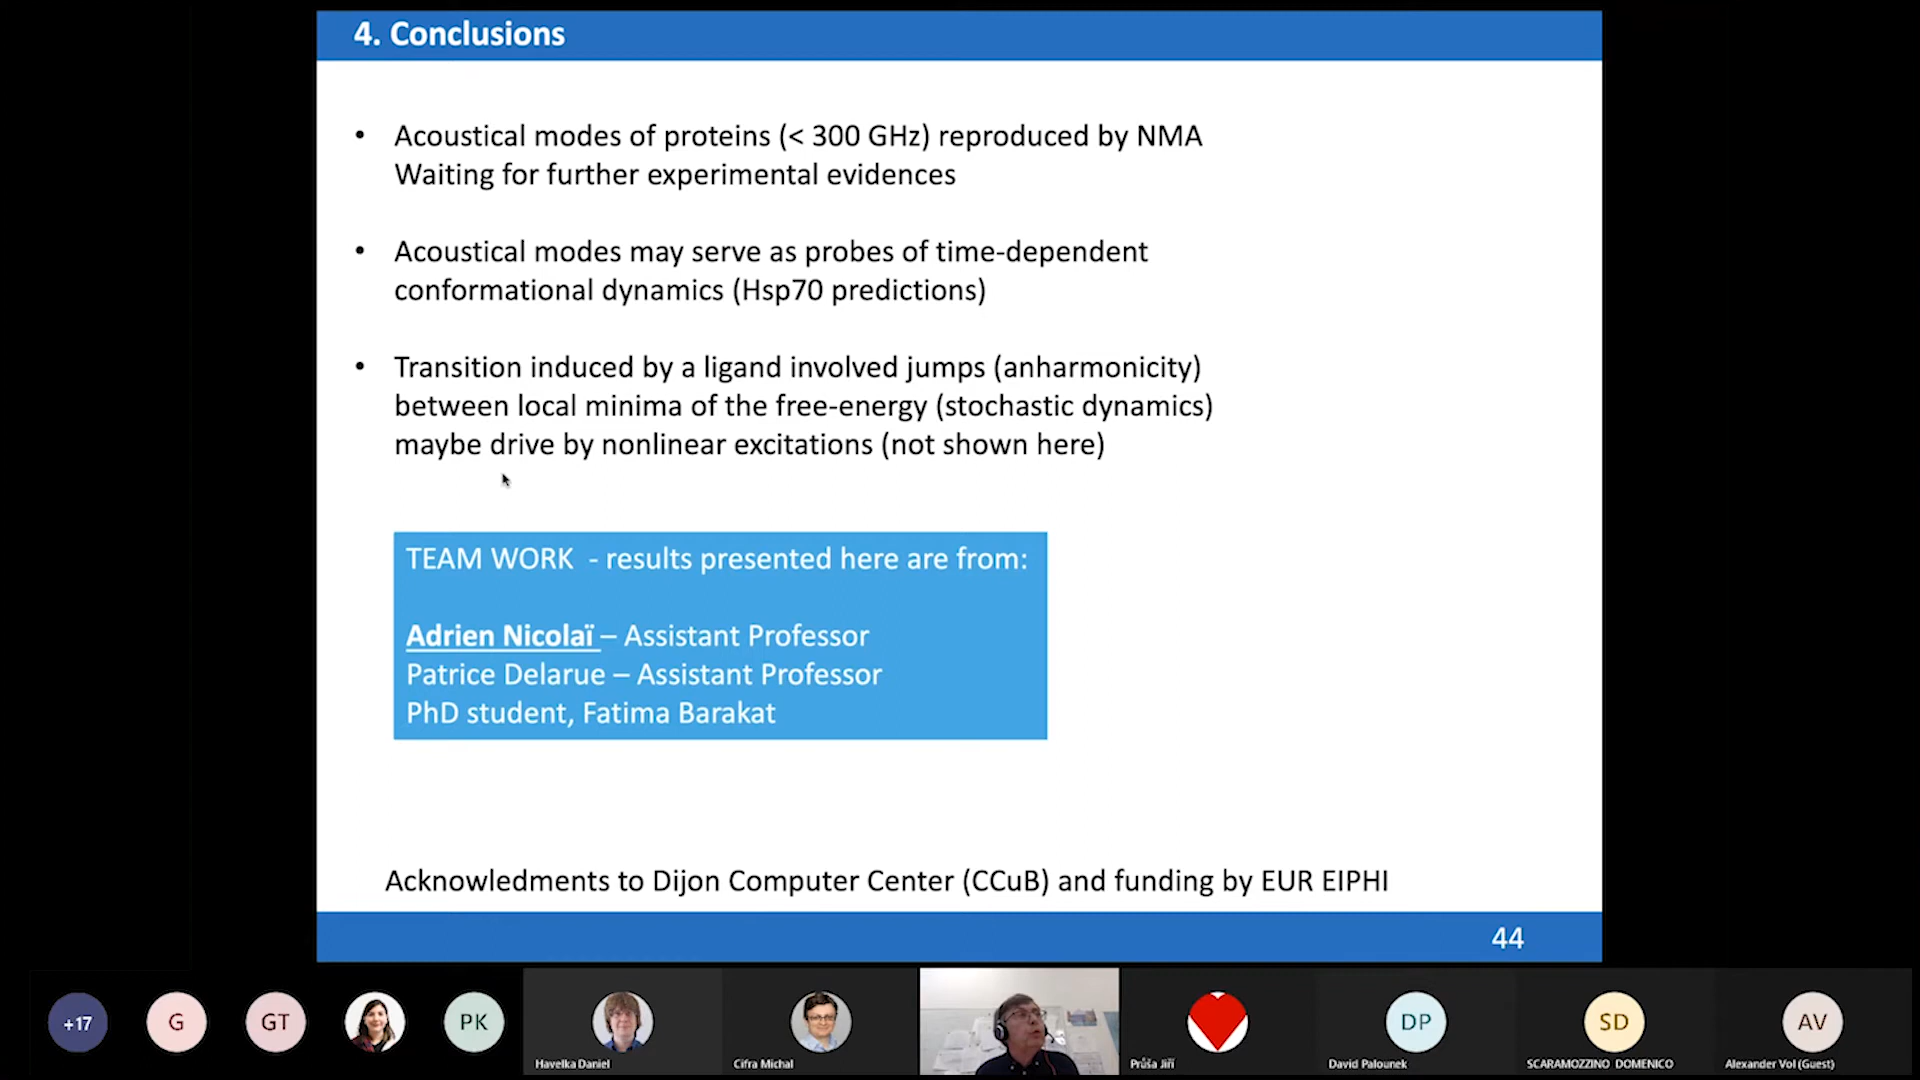 4. Conclusions
• Acoustical modes of proteins (< 300 GHz) reproduced by NMA
Waiting for further experimental evidences
• Acoustical modes may serve as probes of time-dependent
conformational dynamics (Hsp70 predictions)
• Transition induced by a ligand involved jumps (anharmonicity)
between local minima of the free-energy (stochastic dynamics)
maybe drive by nonlinear excitations (not shown here)
TEAM WORK - results presented here are from:
Adrien Nicolaï – Assistant Professor
Patrice Delarue – Assistant Professor
PhD student, Fatima Barakat
Acknowledments to Dijon Computer Center (CCuB) and funding by EUR EIPHI
44
+17
G
GT
PK
DP
SD
AV
Havelka Daniel
Cifra Michal
Průša Jiří
David Palounek
SCARAMOZZINO DOMENICO
Alexander Vol (Guest)